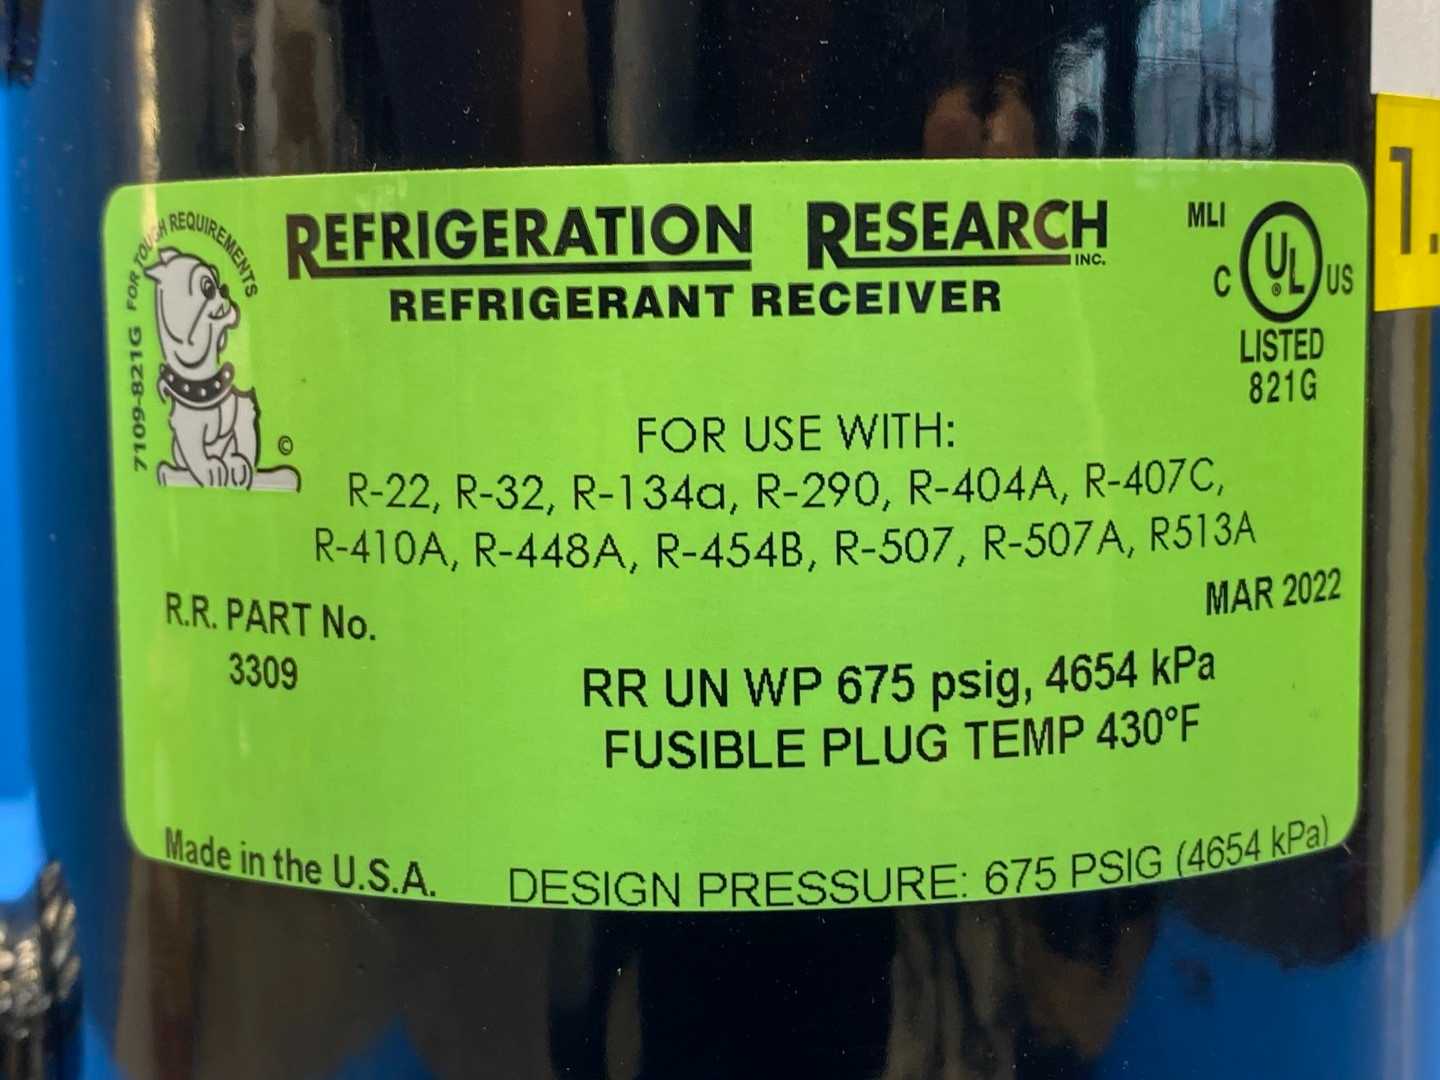 FOR TOUGH REQUIREMENTS
7109-821G
REFRIGERATION RESEARCH
INC.
REFRIGERANT RECEIVER
MLI
C UL US
®
LISTED
821G
©
FOR USE WITH:
R-22, R-32, R-134a, R-290, R-404A, R-407C,
R-410A, R-448A, R-454B, R-507, R-507A, R513A
MAR 2022
R.R. PART No.
3309
RR UN WP 675 psig, 4654 kPa
FUSIBLE PLUG TEMP 430°F
Made in the U.S.A.
DESIGN PRESSURE: 675 PSIG (4654 kPa)
1.